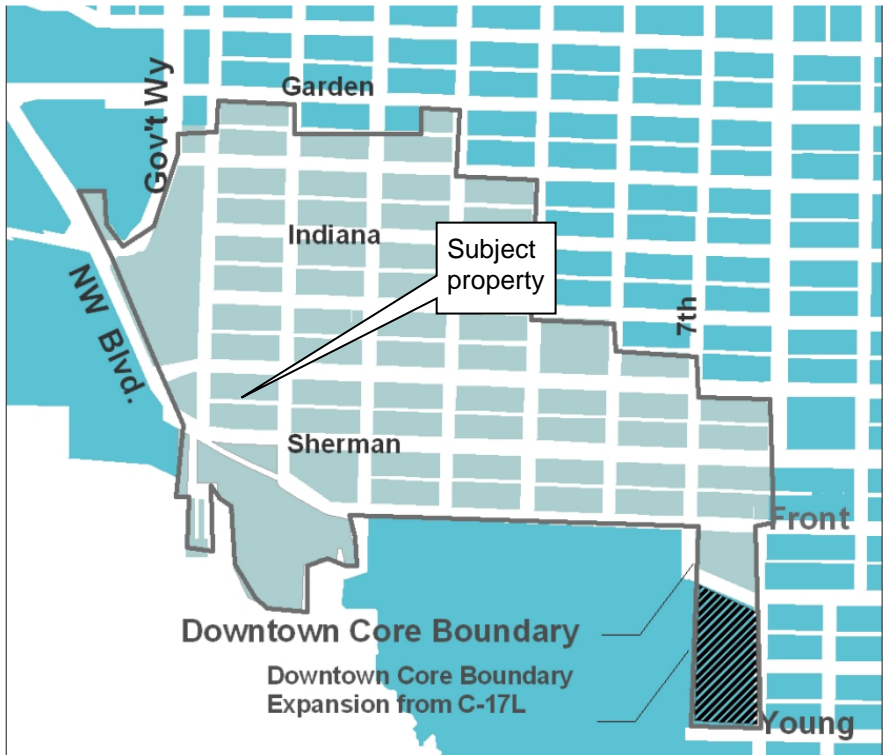 Garden
Gov't Wy
Indiana
Subject
property
NW Blvd.
7th
Sherman
Front
Downtown Core Boundary
Downtown Core Boundary
Expansion from C-17L
Young